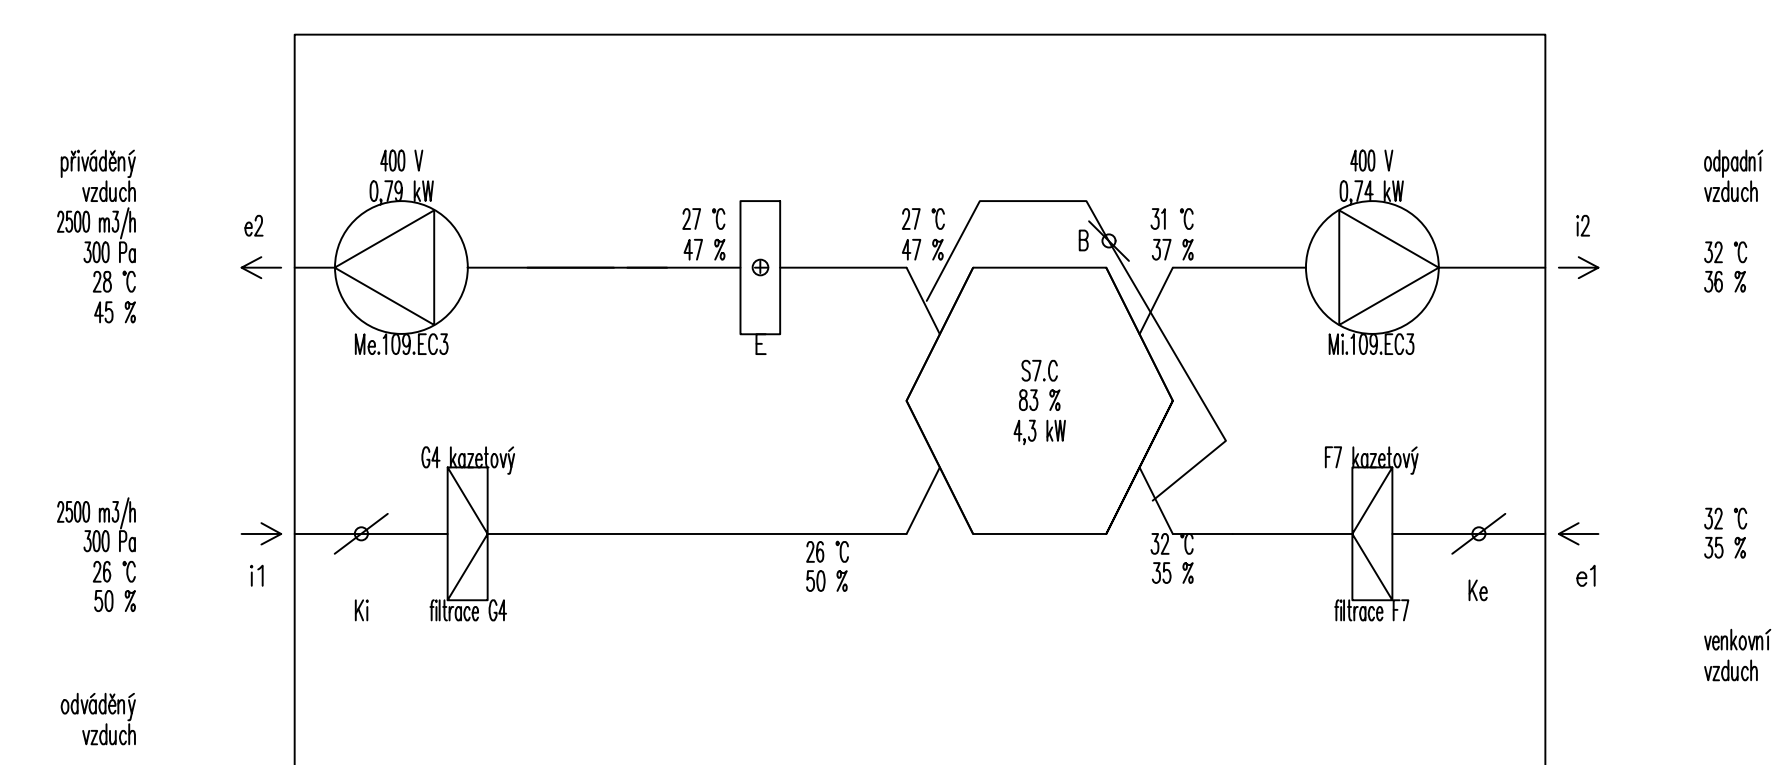 přiváděný
vzduch
2500 m3/h
300 Pa
28 °C
45 %
e2
400 V
0,79 kW
Me.109.EC3
27 °C
47 %
E
27 °C
47 %
B
31 °C
37 %
400 V
0,74 kW
Mi.109.EC3
i2
odpadní
vzduch
32 °C
36 %
S7.C
83 %
4,3 kW
2500 m3/h
300 Pa
26 °C
50 %
i1
Ki
G4 kazetový
filtrace G4
26 °C
50 %
32 °C
35 %
F7 kazetový
filtrace F7
Ke
e1
32 °C
35 %
venkovní
vzduch
odváděný
vzduch